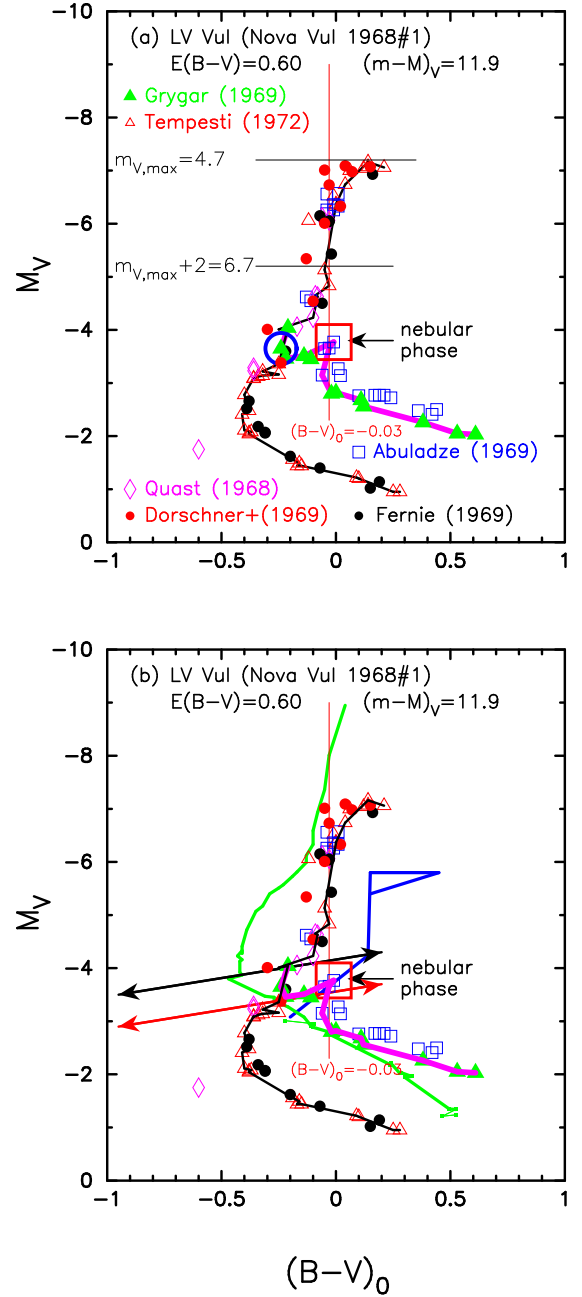 (a) LV Vul (Nova Vul 1968#1)
E(B−V)=0.60 (m−M)V=11.9
Grygar (1969)
Tempesti (1972)
mV,max=4.7
mV,max+2=6.7
nebular
phase
(B−V)0=−0.03
Abuladze (1969)
Quast (1968)
Dorschner+(1969)
Fernie (1969)
MV
−10
−8
−6
−4
−2
0
−1
−0.5
0
0.5
1
(b) LV Vul (Nova Vul 1968#1)
E(B−V)=0.60 (m−M)V=11.9
nebular
phase
(B−V)0=−0.03
MV
−10
−8
−6
−4
−2
0
−1
−0.5
0
0.5
1
(B−V)0